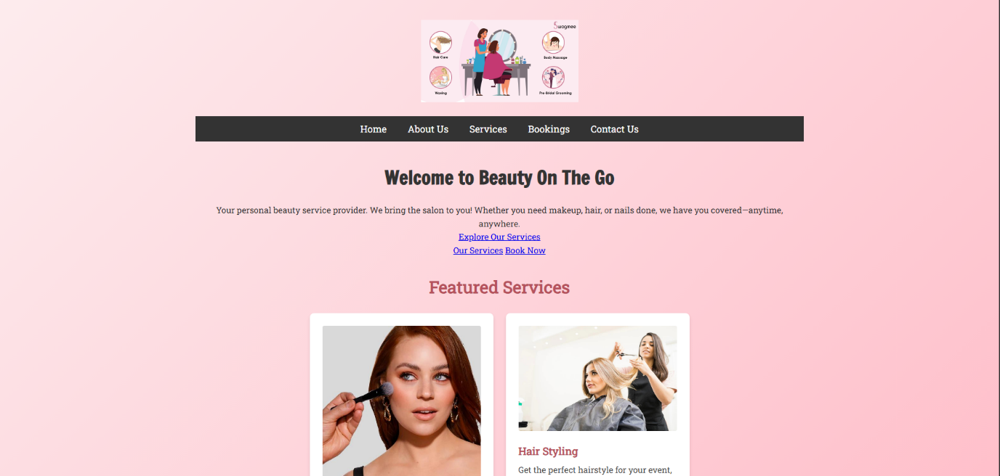 Swagmee
Hair Care
Body Massage
Waxing
Pre-Bridal Grooming
Home About Us Services Bookings Contact Us
Welcome to Beauty On The Go
Your personal beauty service provider. We bring the salon to you! Whether you need makeup, hair, or nails done, we have you covered—anytime,
anywhere.
Explore Our Services
Our Services Book Now
Featured Services
Hair Styling
Get the perfect hairstyle for your event,